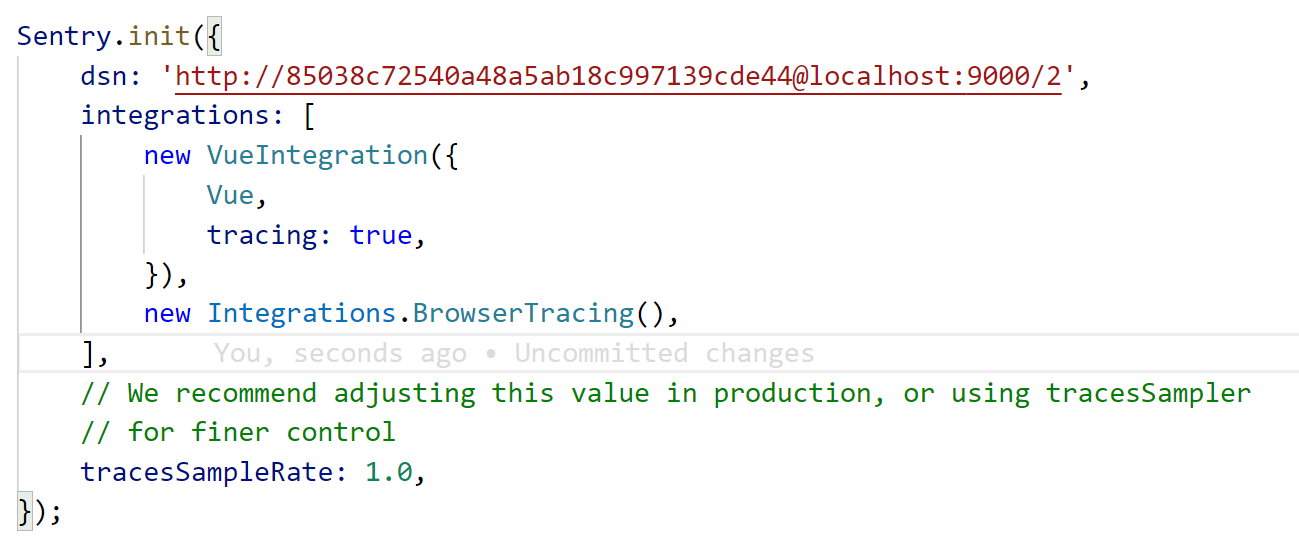 Sentry.init({
dsn: 'http://85038c72540a48a5ab18c997139cde44@localhost:9000/2',
integrations: [
new VueIntegration({
Vue,
tracing: true,
}),
new Integrations.BrowserTracing(),
], You, seconds ago • Uncommitted changes
// We recommend adjusting this value in production, or using tracesSampler
// for finer control
tracesSampleRate: 1.0,
});